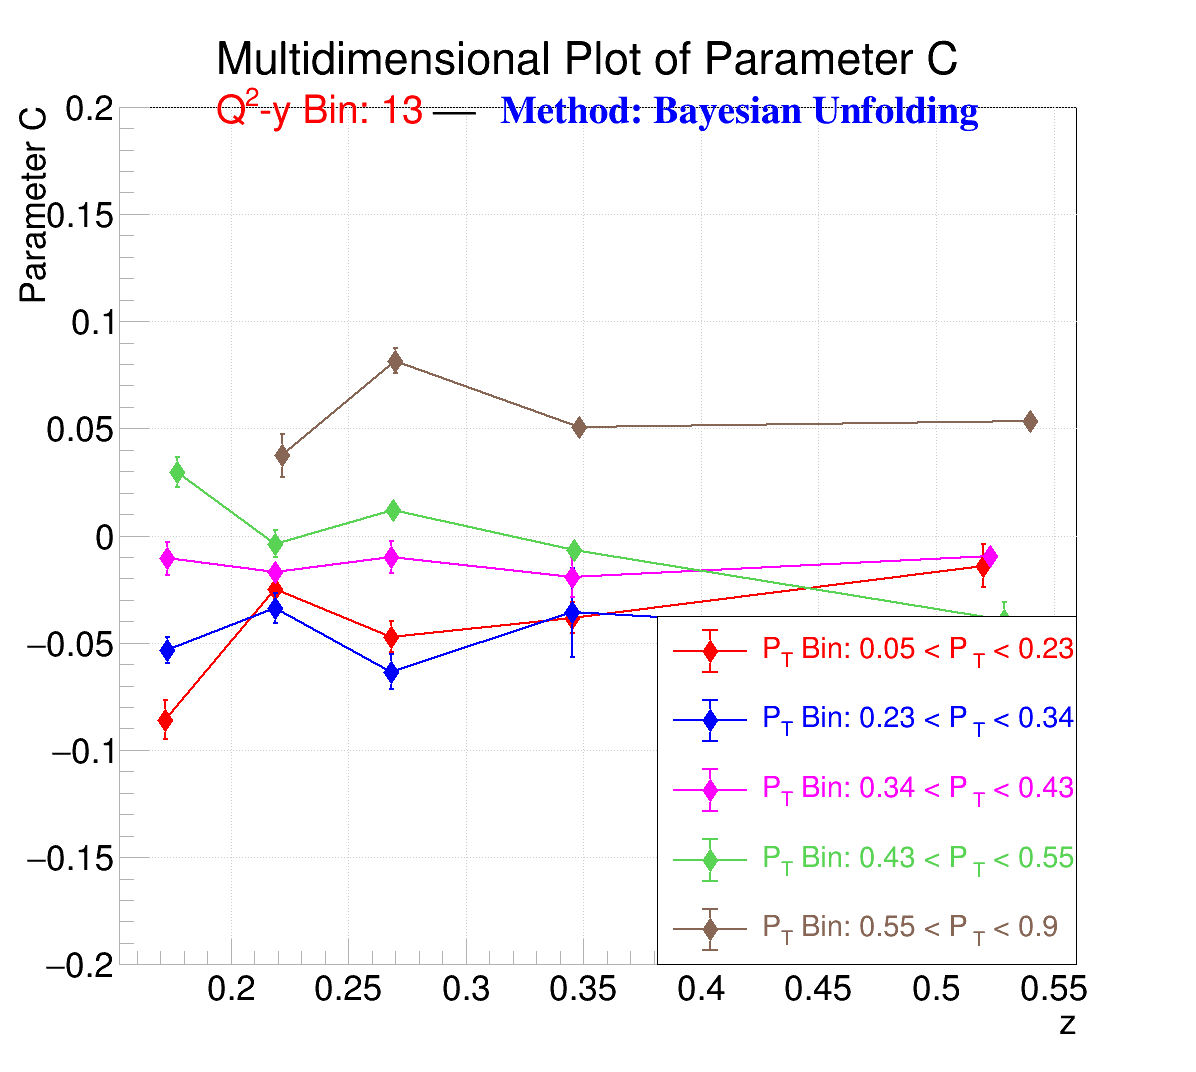 Multidimensional Plot of Parameter C
Q²-y Bin: 13 — Method: Bayesian Unfolding
Parameter C
0.2
0.15
0.1
0.05
0
−0.05
−0.1
−0.15
−0.2
P_T Bin: 0.05 < P_T < 0.23
P_T Bin: 0.23 < P_T < 0.34
P_T Bin: 0.34 < P_T < 0.43
P_T Bin: 0.43 < P_T < 0.55
P_T Bin: 0.55 < P_T < 0.9
0.2 0.25 0.3 0.35 0.4 0.45 0.5 0.55
z